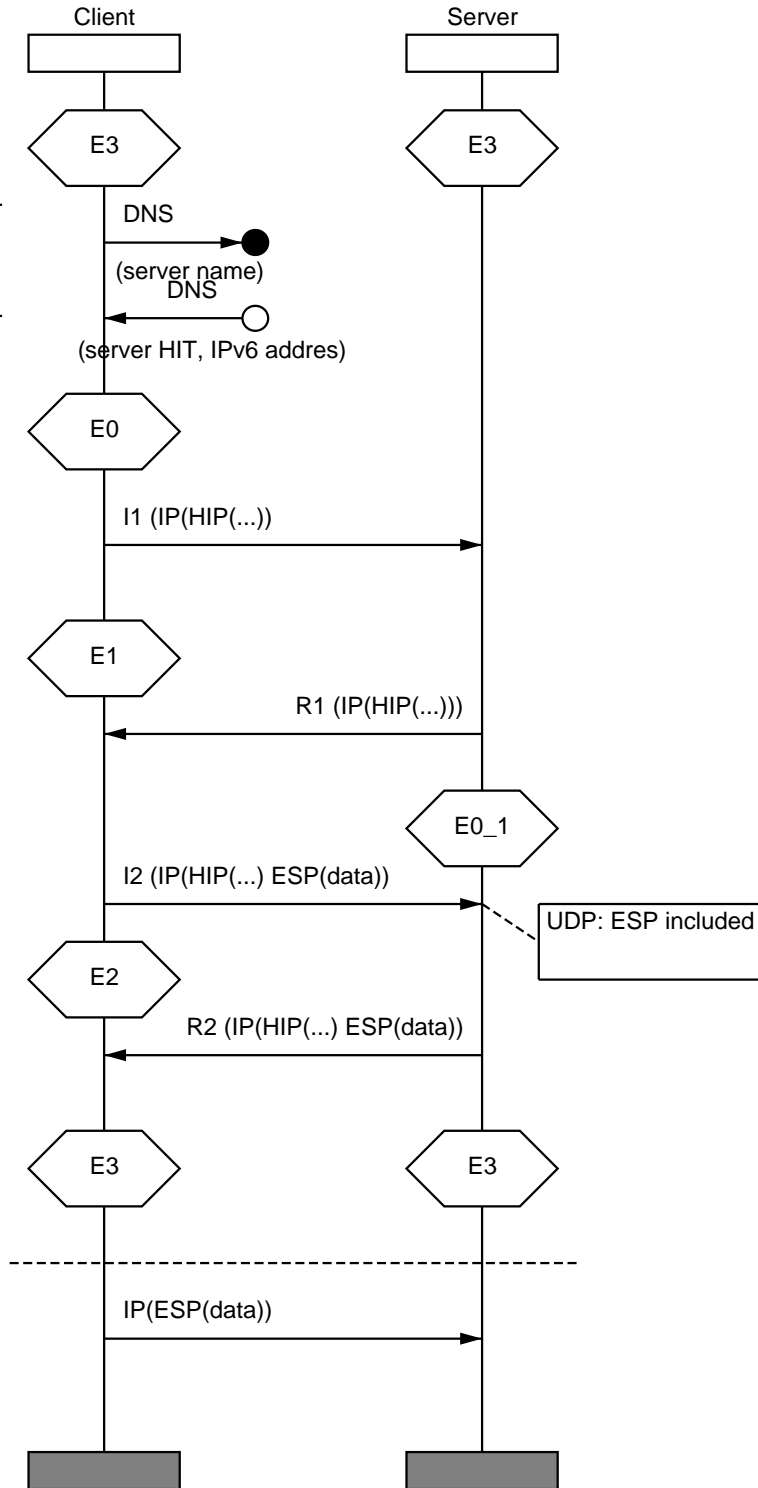 Client
Server
E3
E3
DNS
(server name)
DNS
(server HIT, IPv6 addres)
E0
I1 (IP(HIP(...))
E1
R1 (IP(HIP(...)))
E0_1
I2 (IP(HIP(...) ESP(data))
UDP: ESP included
E2
R2 (IP(HIP(...) ESP(data))
E3
E3
IP(ESP(data))